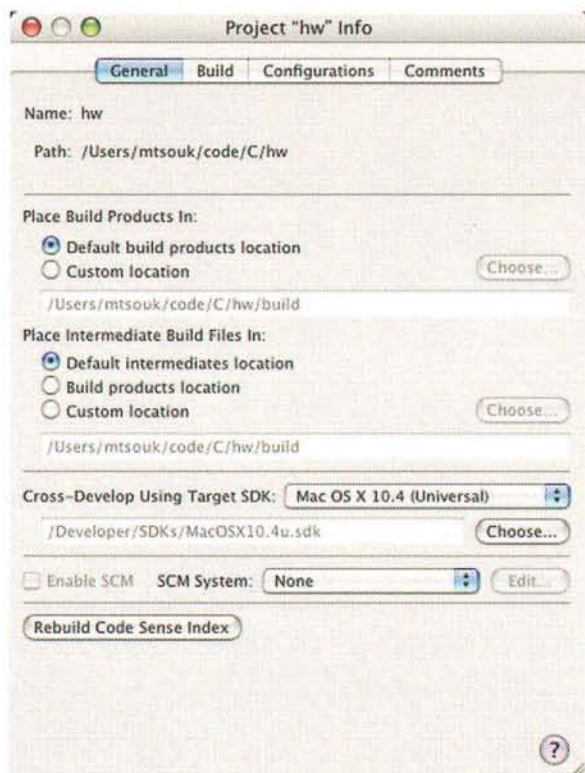 Project "hw" Info
General Build Configurations Comments
Name: hw
Path: /Users/mtsouk/code/C/hw
Place Build Products In:
Default build products location
Custom location
Choose...
/Users/mtsouk/code/C/hw/build
Place Intermediate Build Files In:
Default intermediates location
Build products location
Custom location
Choose...
/Users/mtsouk/code/C/hw/build
Cross-Develop Using Target SDK: Mac OS X 10.4 (Universal)
/Developer/SDKs/MacOSX10.4u.sdk Choose...
Enable SCM SCM System: None Edit...
Rebuild Code Sense Index
?